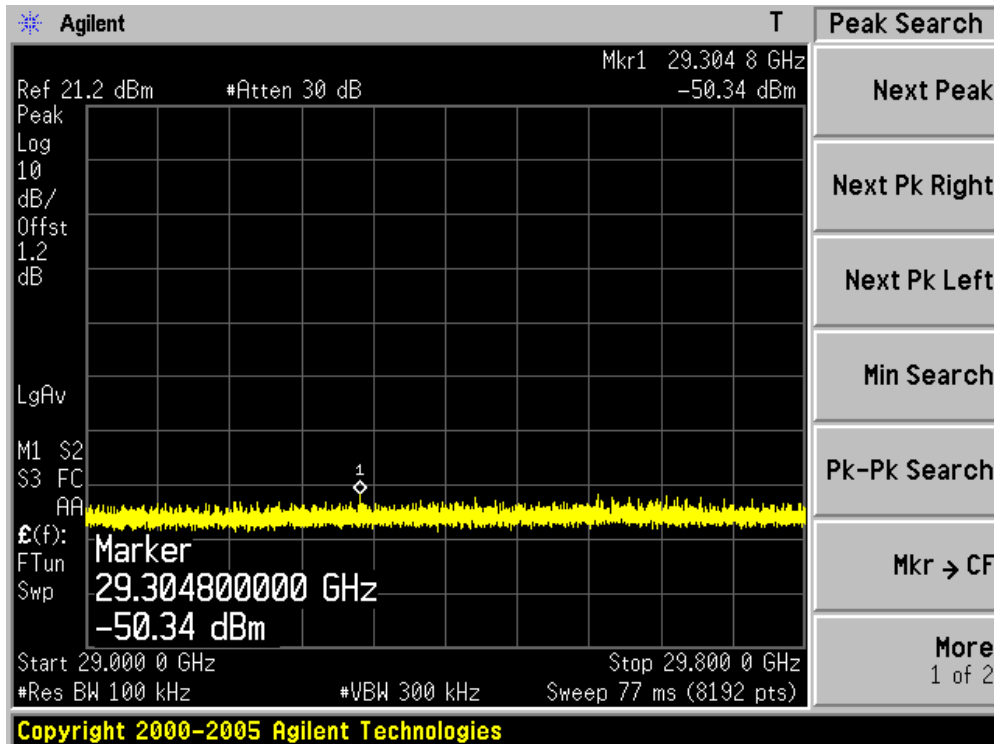 Agilent T Peak Search
Mkr1 29.304 8 GHz
Ref 21.2 dBm #Atten 30 dB -50.34 dBm
Peak
Log
10
dB/
Offst
1.2
dB
LgAv
M1 S2
S3 FC
AA
£(f):
FTun
Swp
1
Marker
29.304800000 GHz
-50.34 dBm
Start 29.000 0 GHz Stop 29.800 0 GHz
#Res BW 100 kHz #VBW 300 kHz Sweep 77 ms (8192 pts)
Copyright 2000-2005 Agilent Technologies
Next Peak
Next Pk Right
Next Pk Left
Min Search
Pk-Pk Search
Mkr → CF
More
1 of 2